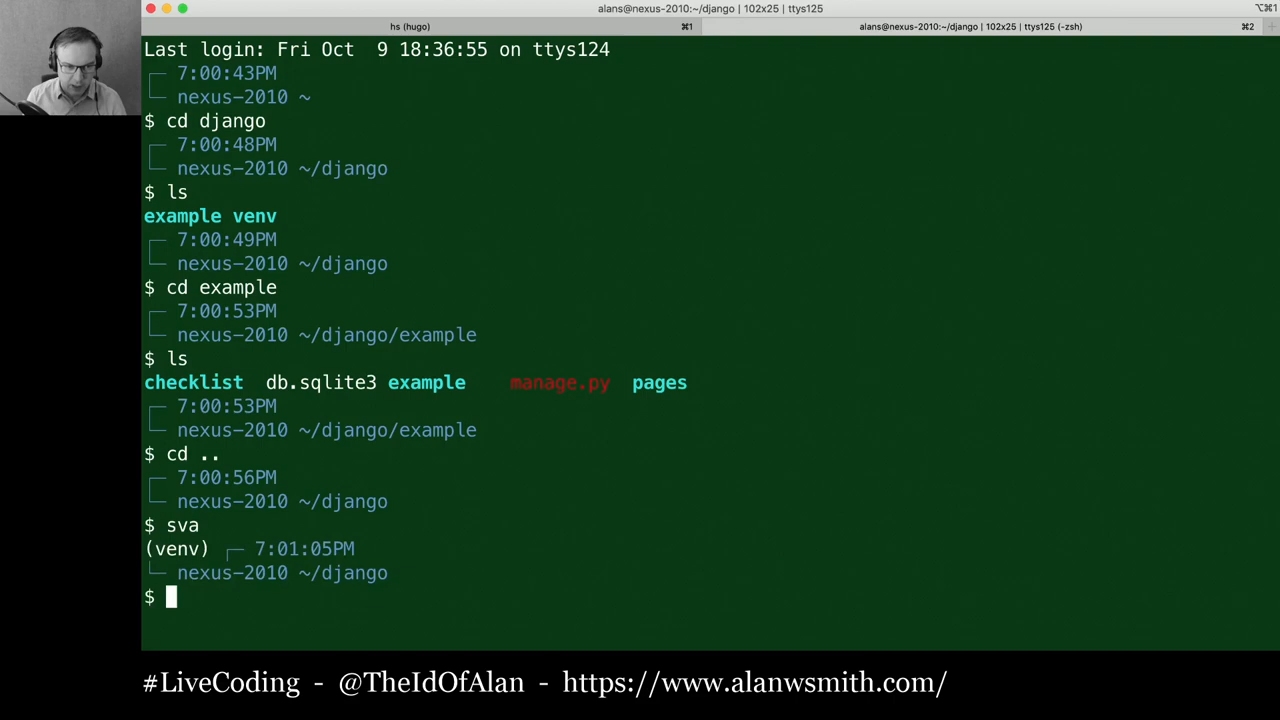 alans@nexus-2010:~/django | 102x25 | ttys125
⌥⌘1
hs (hugo)
⌘1
alans@nexus-2010:~/django | 102x25 | ttys125 (-zsh)
⌘2
Last login: Fri Oct  9 18:36:55 on ttys124
┌─ 7:00:43PM
└─ nexus-2010 ~
$ cd django
┌─ 7:00:48PM
└─ nexus-2010 ~/django
$ ls
example venv
┌─ 7:00:49PM
└─ nexus-2010 ~/django
$ cd example
┌─ 7:00:53PM
└─ nexus-2010 ~/django/example
$ ls
checklist  db.sqlite3 example    manage.py  pages
┌─ 7:00:53PM
└─ nexus-2010 ~/django/example
$ cd ..
┌─ 7:00:56PM
└─ nexus-2010 ~/django
$ sva
(venv) ┌─ 7:01:05PM
└─ nexus-2010 ~/django
$
#LiveCoding - @TheIdOfAlan - https://www.alanwsmith.com/